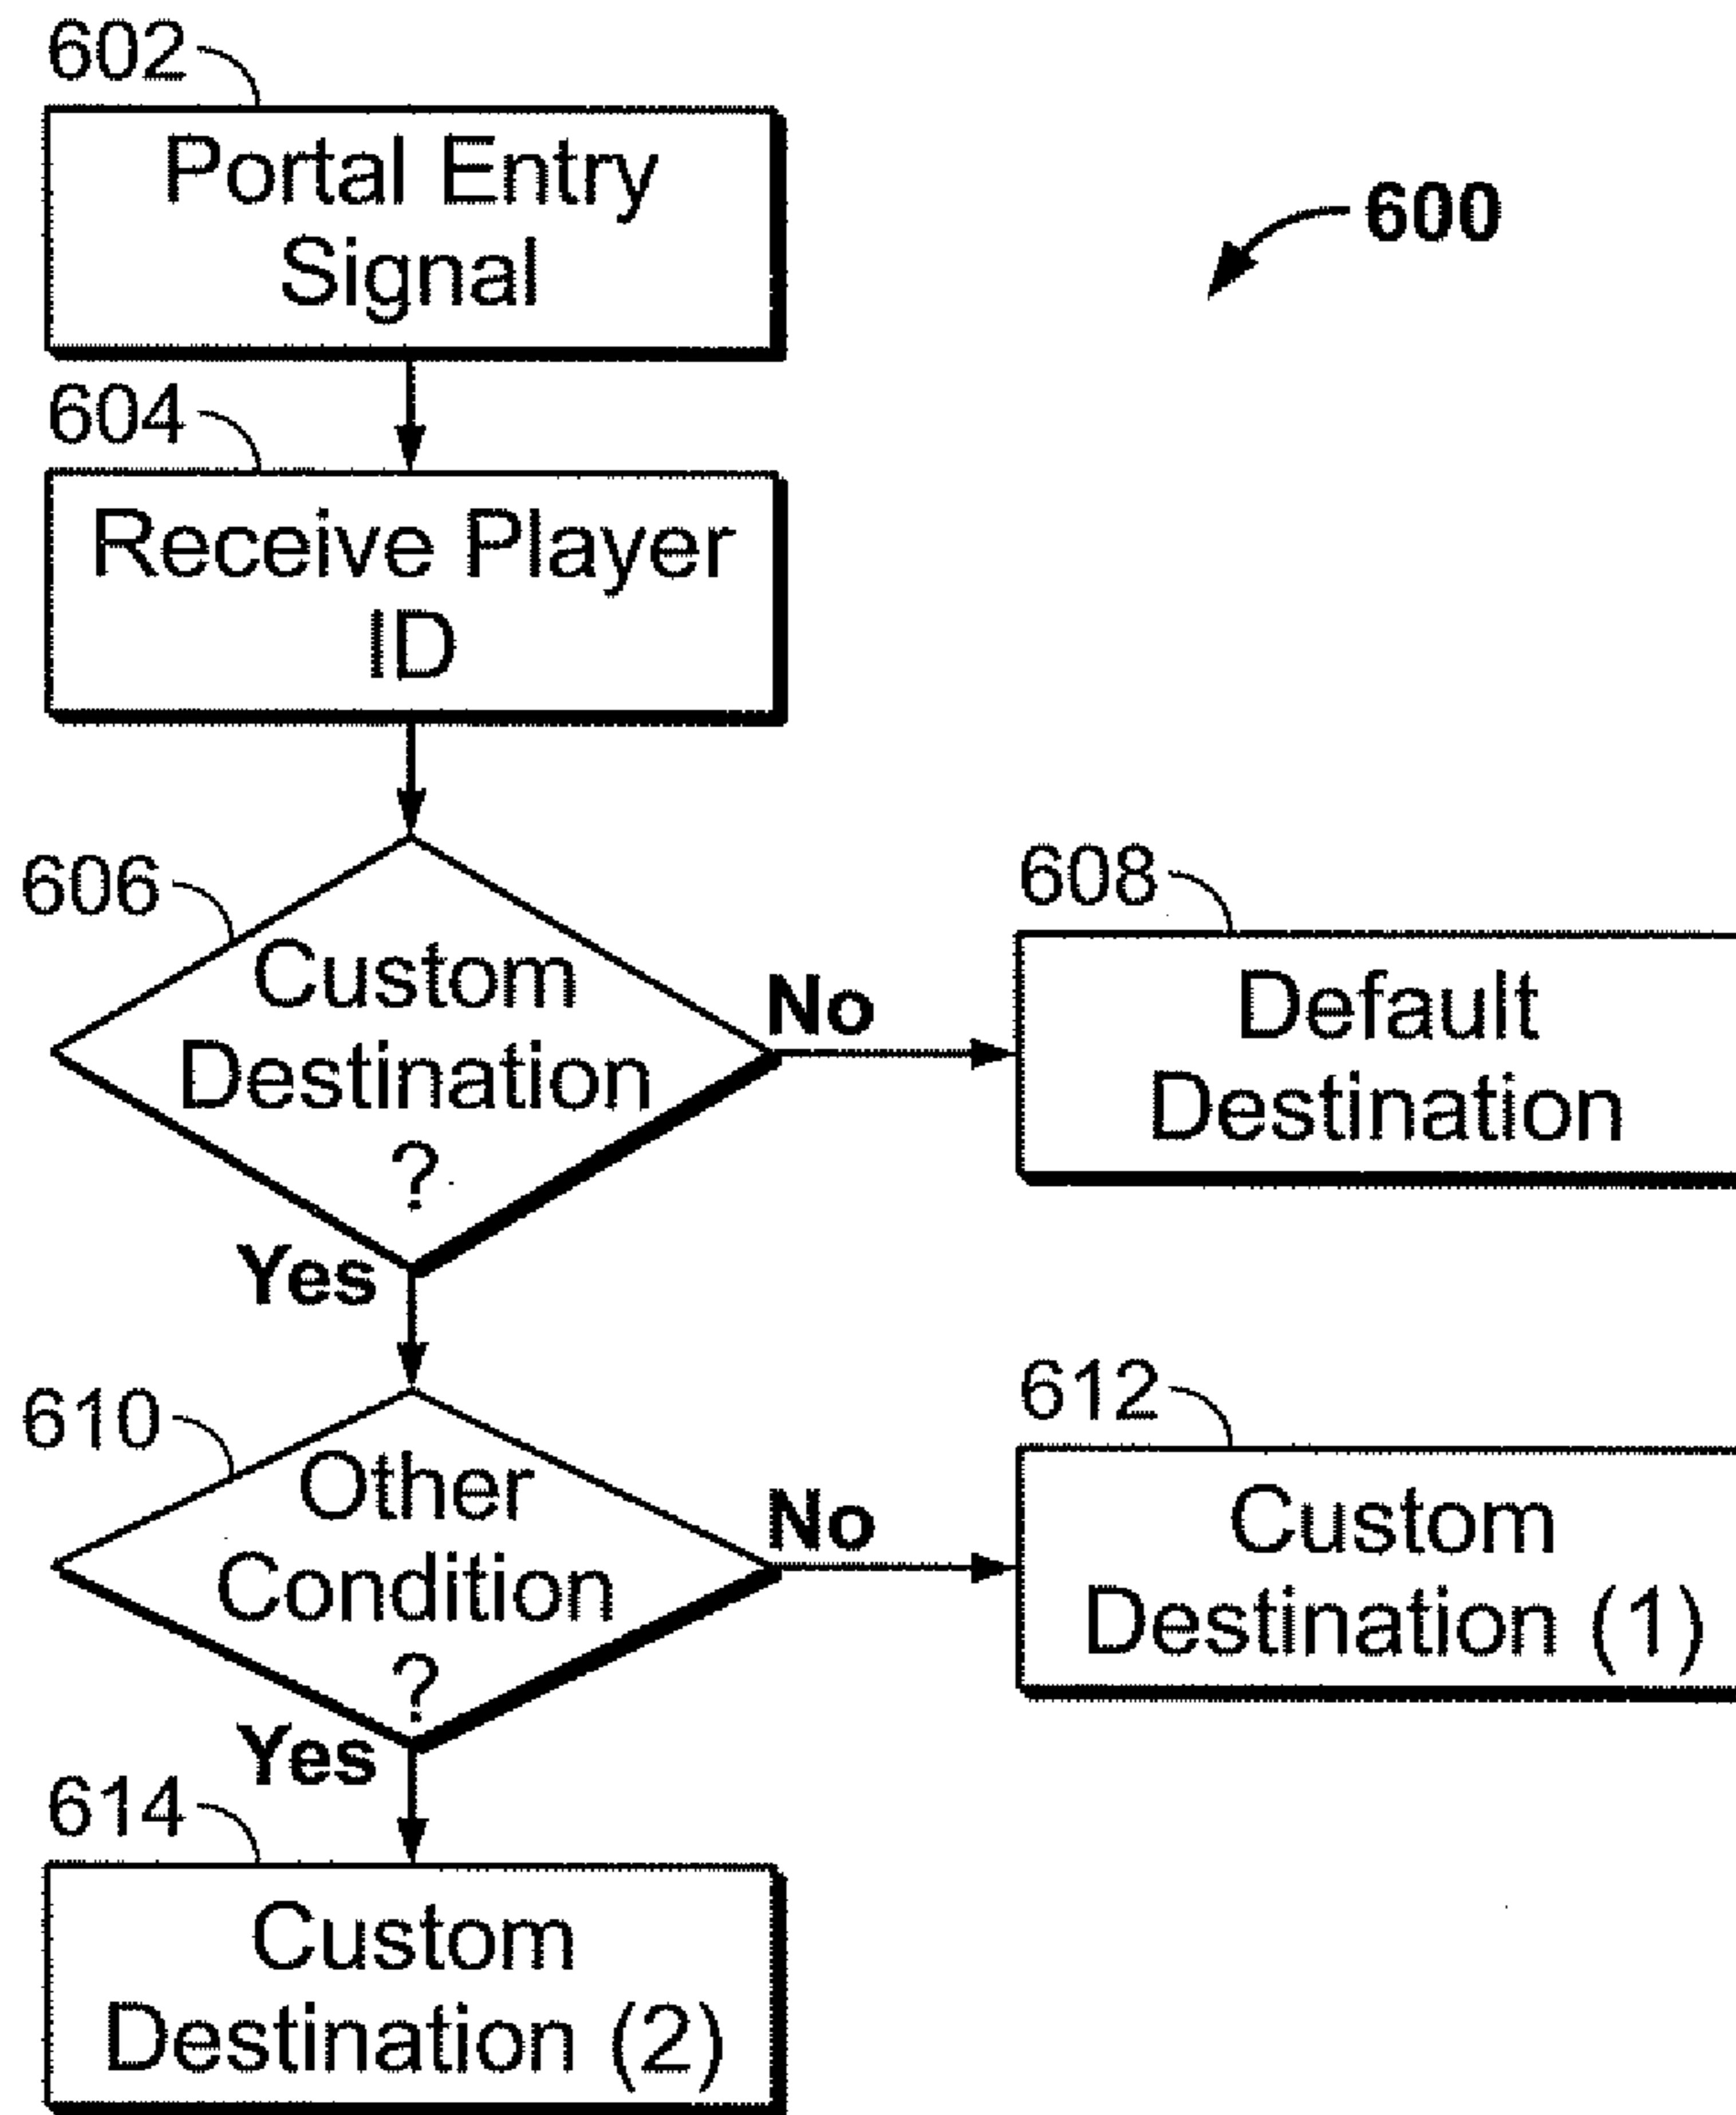 602
Portal Entry
Signal
600
604
Receive Player
ID
606
Custom
Destination
?
No
608
Default
Destination
Yes
610
Other
Condition
?
No
612
Custom
Destination (1)
Yes
614
Custom
Destination (2)